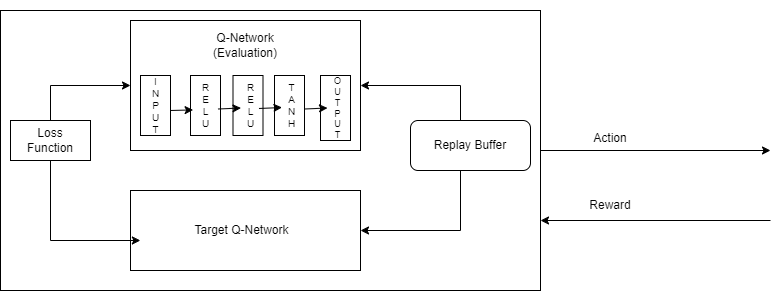 Q-Network
(Evaluation)
INPUT
RELU
RELU
TANH
OUTPUT
Loss
Function
Replay Buffer
Action
Reward
Target Q-Network